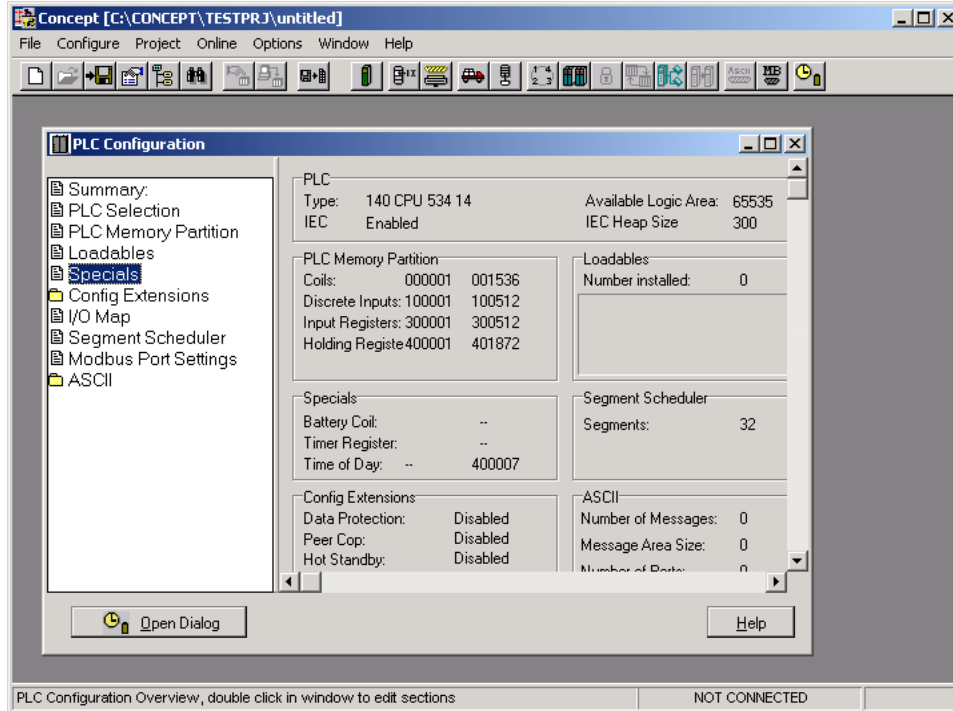 Concept [C:\CONCEPT\TESTPRJ\untitled]
File Configure Project Online Options Window Help
PLC Configuration
Summary:
PLC Selection
PLC Memory Partition
Loadables
Specials
Config Extensions
I/O Map
Segment Scheduler
Modbus Port Settings
ASCII
PLC
Type: 140 CPU 534 14 Available Logic Area: 65535
IEC Enabled IEC Heap Size 300
PLC Memory Partition
Coils: 000001 001536
Discrete Inputs: 100001 100512
Input Registers: 300001 300512
Holding Registe 400001 401872
Loadables
Number installed: 0
Specials
Battery Coil: --
Timer Register: --
Time of Day: -- 400007
Segment Scheduler
Segments: 32
Config Extensions
Data Protection: Disabled
Peer Cop: Disabled
Hot Standby: Disabled
ASCII
Number of Messages: 0
Message Area Size: 0
Number of Ports: 0
Open Dialog
Help
PLC Configuration Overview, double click in window to edit sections
NOT CONNECTED